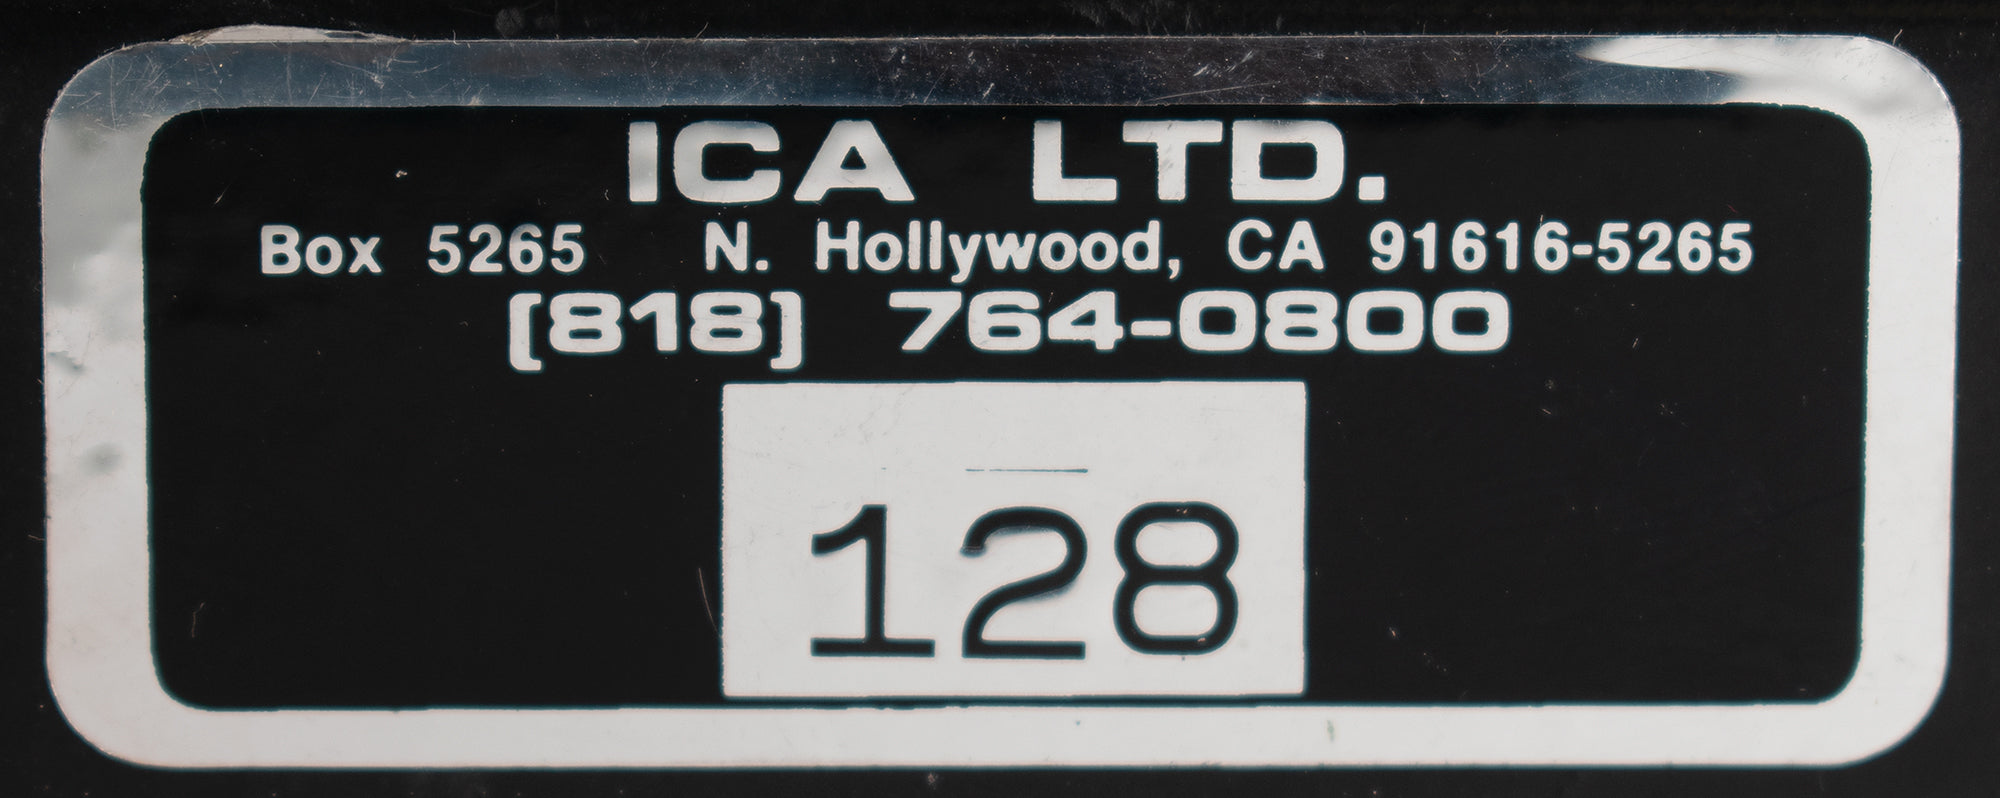 ICA LTD.
Box 5265 N. Hollywood, CA 91616-5265
[818] 764-0800
128